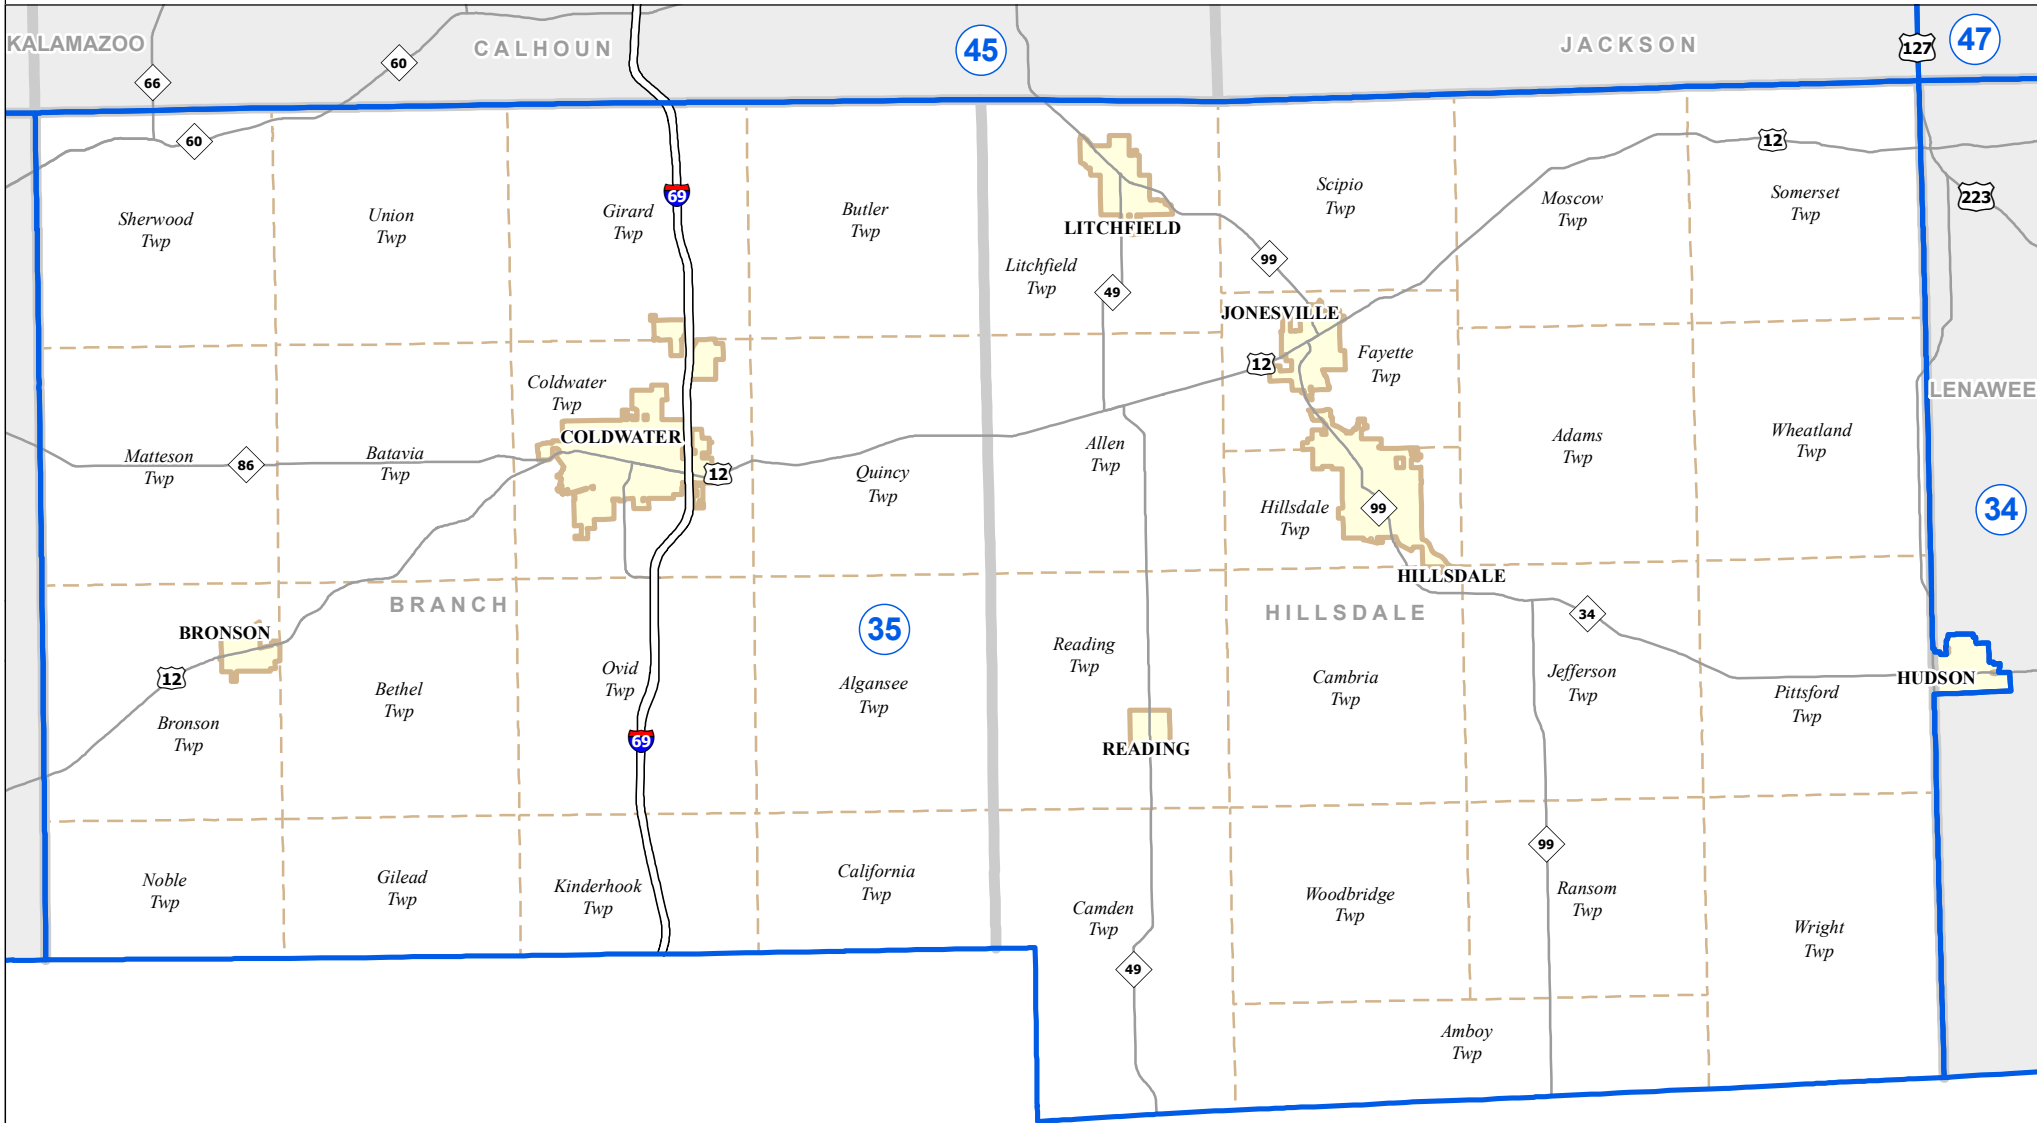 KALAMAZOO
CALHOUN
45
JACKSON
127
47
66
60
60
12
69
223
Sherwood
Twp
Union
Twp
Girard
Twp
Butler
Twp
LITCHFIELD
Litchfield
Twp
49
Scipio
Twp
99
Moscow
Twp
Somerset
Twp
JONESVILLE
12
Fayette
Twp
LENAWEE
Coldwater
Twp
COLDWATER
12
Matteson
Twp
86
Batavia
Twp
Quincy
Twp
Allen
Twp
Adams
Twp
Wheatland
Twp
Hillsdale
Twp
99
34
HILLSDALE
BRANCH
35
HILLSDALE
34
BRONSON
12
Bronson
Twp
Bethel
Twp
Ovid
Twp
69
Algansee
Twp
Reading
Twp
READING
Cambria
Twp
Jefferson
Twp
Pittsford
Twp
HUDSON
99
Noble
Twp
Gilead
Twp
Kinderhook
Twp
California
Twp
Camden
Twp
49
Woodbridge
Twp
Ransom
Twp
Wright
Twp
Amboy
Twp